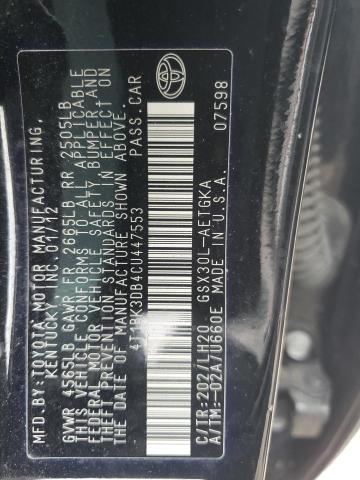 MFD.BY:TOYOTA MOTOR MANUFACTURING,
KENTUCKY, INC. 01/12
GVWR 4565LB GAWR FR 2665LB RR 2505LB
THIS VEHICLE CONFORMS TO ALL APPLICABLE
FEDERAL MOTOR VEHICLE SAFETY, BUMPER, AND
THEFT PREVENTION STANDARDS IN EFFECT ON
THE DATE OF MANUFACTURE SHOWN ABOVE.
4T1BK3DB4CU447553 PASS. CAR
C/TR:202/LH20 GSX30L-AETGKA
A/TM:-02A/U660E MADE IN U.S.A.
07598